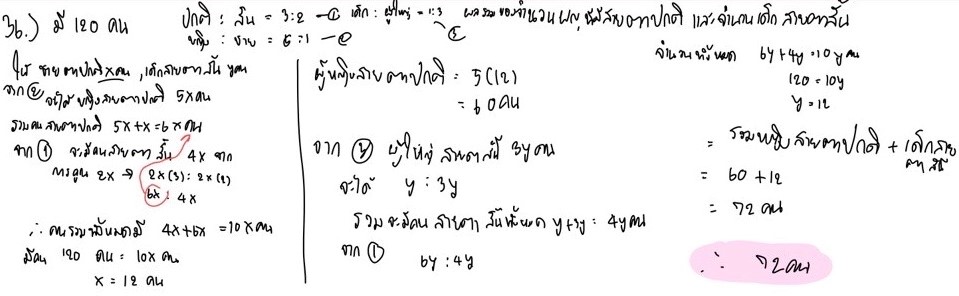 36.) มี 120 คน
ปกติ : สั้น = 3:2 —① เด็ก : ผู้ใหญ่ = 1:3 ผลรวมของจำนวนผญ.ที่มีสายตาปกติ และจำนวนเด็กสายตาสั้น
หญิง : ชาย = 5:1 —②
ให้ ชายตาปกติ x คน , เด็กสายตาสั้น y คน
จาก ② จะได้ หญิงสายตาปกติ 5x คน
รวมคนสายตาปกติ 5x+x = 6x คน
จาก ① จะมีคนสายตาสั้น 4x จาก
การคูณ 2x → 2x(3) : 2x(2)
6x : 4x
∴ คนรวมทั้งหมดมี 4x+6x = 10x คน
มีคน 120 คน = 10x คน
x = 12 คน
ผู้หญิงสายตาปกติ = 5(12)
= 60 คน
จาก ผู้ใหญ่ สายตาสั้น 3y คน
จะได้ y : 3y
รวมจะมีคน สายตาสั้นทั้งหมด y+3y = 4y คน
จาก ① 6y : 4y
จำนวนทั้งหมด 6y+4y = 10y คน
120 = 10y
y = 12
= รวมหญิงสายตาปกติ + เด็กสายตาสั้น
= 60 + 12
= 72 คน
∴ 72 คน